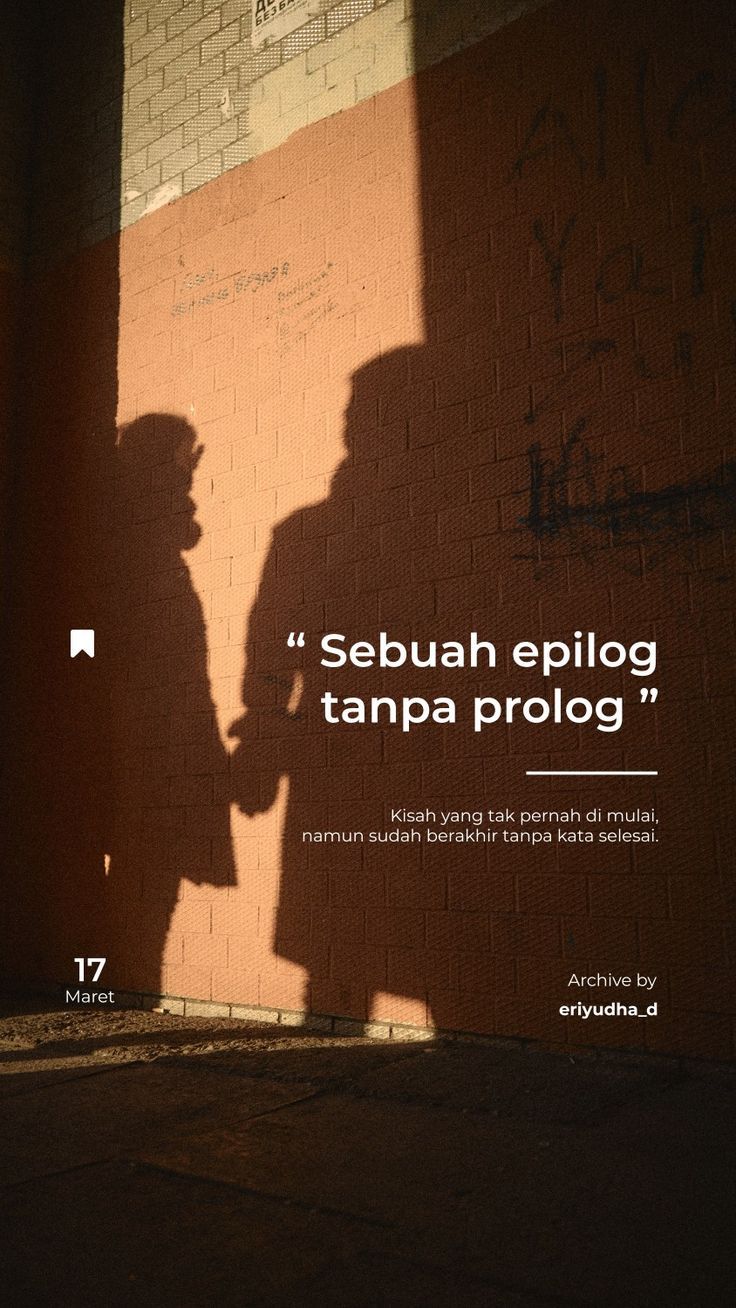 БЕЗ
“ Sebuah epilog
tanpa prolog ”
Kisah yang tak pernah di mulai,
namun sudah berakhir tanpa kata selesai.
17
Maret
Archive by
eriyudha_d